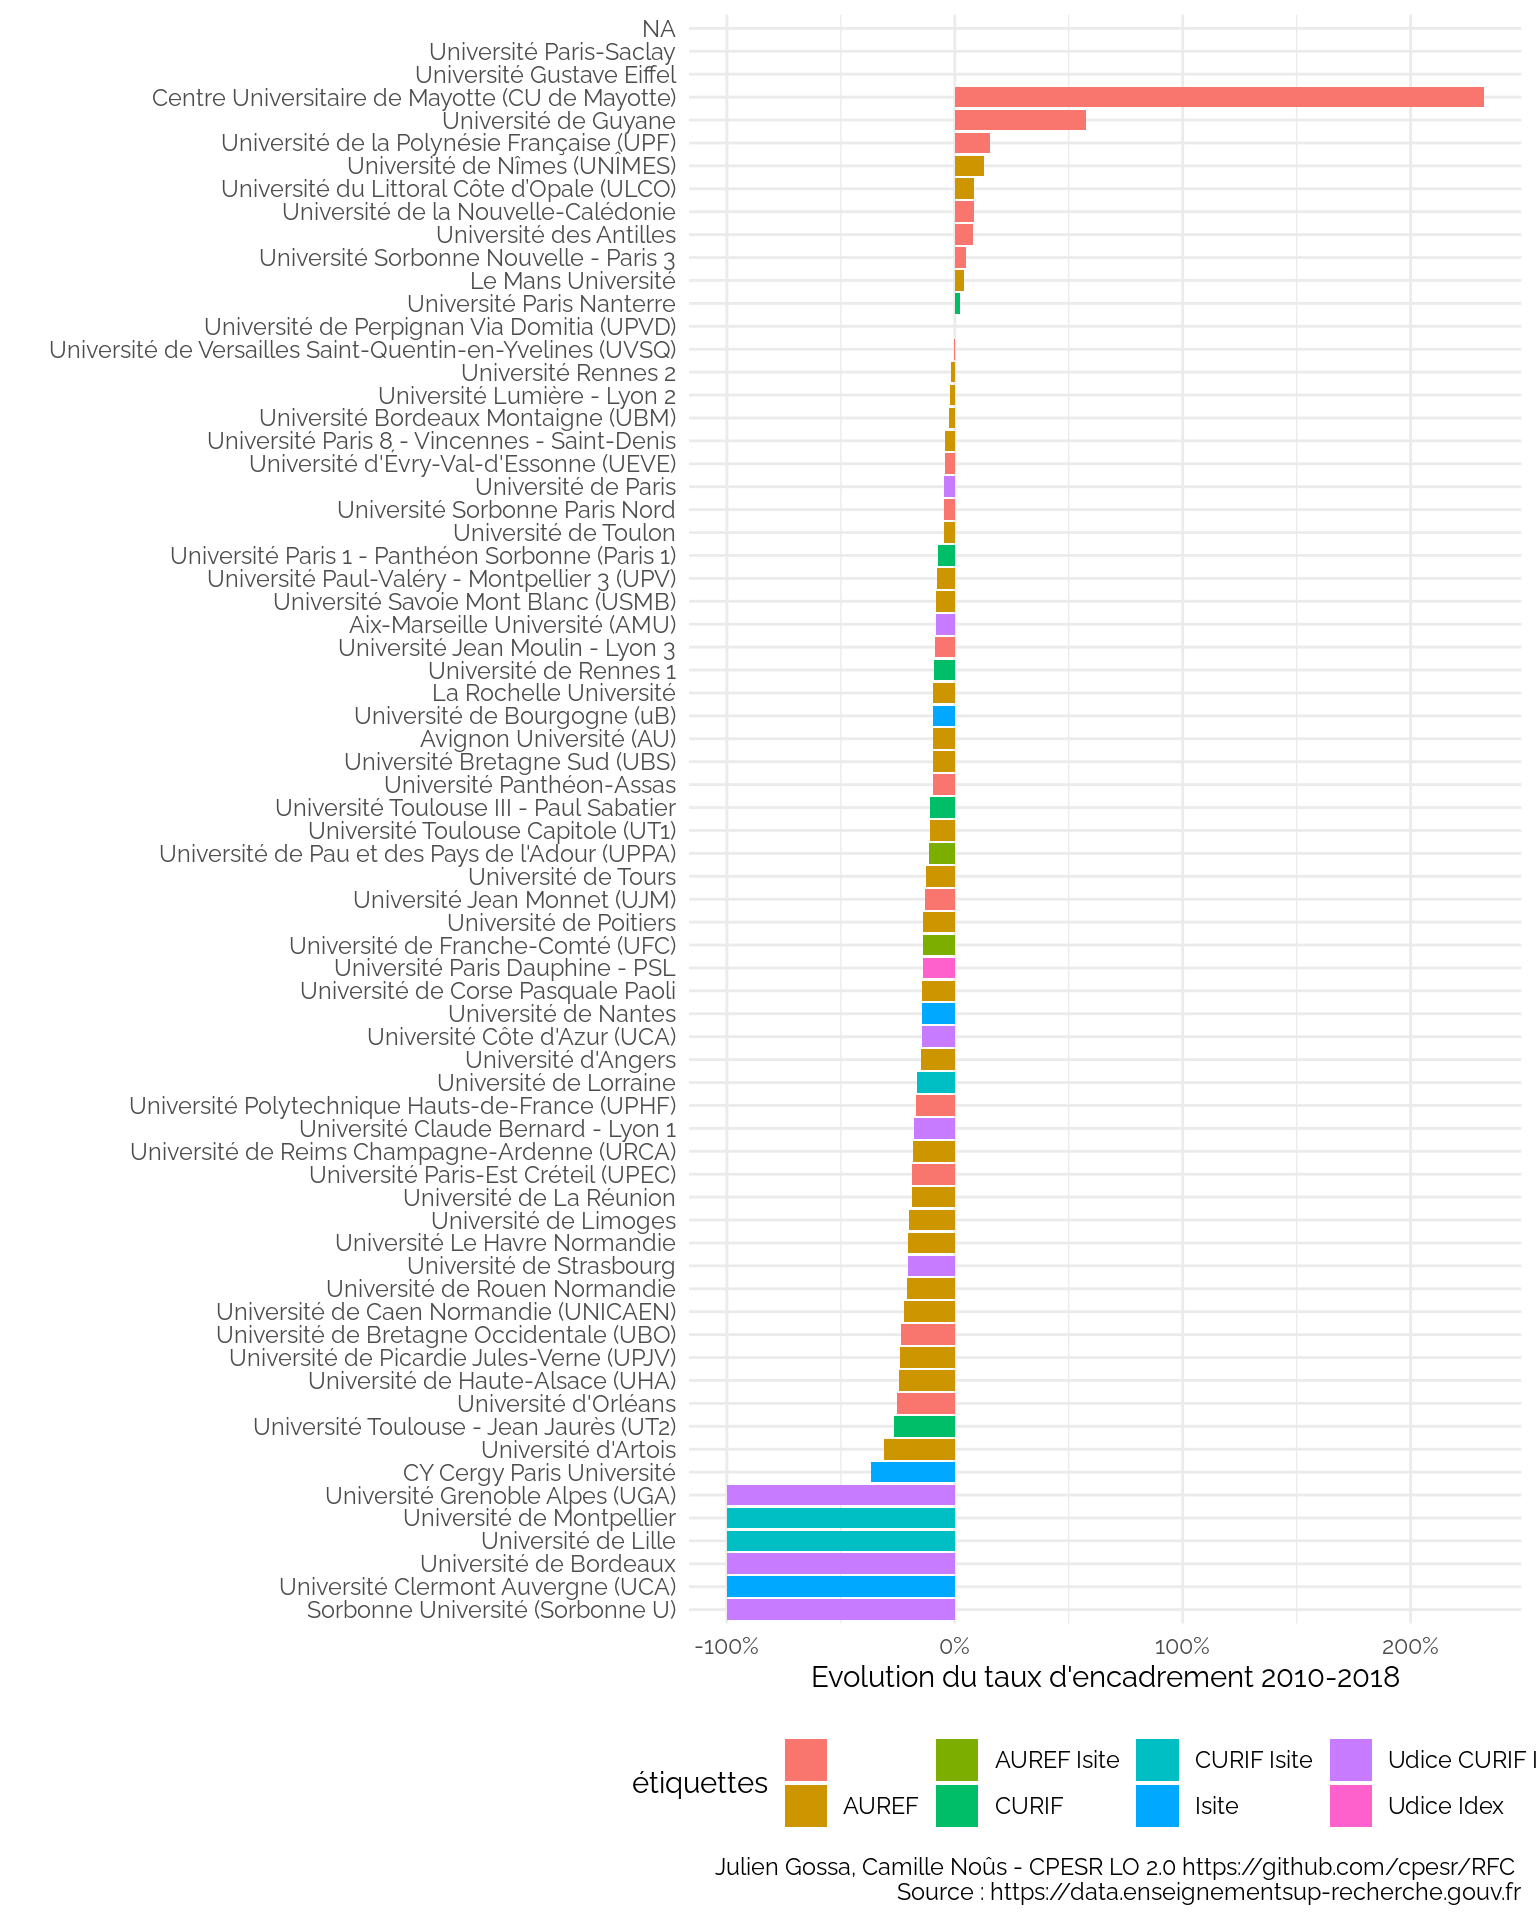 NA
Université Paris-Saclay
Université Gustave Eiffel
Centre Universitaire de Mayotte (CU de Mayotte)
Université de Guyane
Université de la Polynésie Française (UPF)
Université de Nîmes (UNÎMES)
Université du Littoral Côte d'Opale (ULCO)
Université de la Nouvelle-Calédonie
Université des Antilles
Université Sorbonne Nouvelle - Paris 3
Le Mans Université
Université Paris Nanterre
Université de Perpignan Via Domitia (UPVD)
Université de Versailles Saint-Quentin-en-Yvelines (UVSQ)
Université Rennes 2
Université Lumière - Lyon 2
Université Bordeaux Montaigne (UBM)
Université Paris 8 - Vincennes - Saint-Denis
Université d'Évry-Val-d'Essonne (UEVE)
Université de Paris
Université Sorbonne Paris Nord
Université de Toulon
Université Paris 1 - Panthéon Sorbonne (Paris 1)
Université Paul-Valéry - Montpellier 3 (UPV)
Université Savoie Mont Blanc (USMB)
Aix-Marseille Université (AMU)
Université Jean Moulin - Lyon 3
Université de Rennes 1
La Rochelle Université
Université de Bourgogne (uB)
Avignon Université (AU)
Université Bretagne Sud (UBS)
Université Panthéon-Assas
Université Toulouse III - Paul Sabatier
Université Toulouse Capitole (UT1)
Université de Pau et des Pays de l'Adour (UPPA)
Université de Tours
Université Jean Monnet (UJM)
Université de Poitiers
Université de Franche-Comté (UFC)
Université Paris Dauphine - PSL
Université de Corse Pasquale Paoli
Université de Nantes
Université Côte d'Azur (UCA)
Université d'Angers
Université de Lorraine
Université Polytechnique Hauts-de-France (UPHF)
Université Claude Bernard - Lyon 1
Université de Reims Champagne-Ardenne (URCA)
Université Paris-Est Créteil (UPEC)
Université de La Réunion
Université de Limoges
Université Le Havre Normandie
Université de Strasbourg
Université de Rouen Normandie
Université de Caen Normandie (UNICAEN)
Université de Bretagne Occidentale (UBO)
Université de Picardie Jules-Verne (UPJV)
Université de Haute-Alsace (UHA)
Université d'Orléans
Université Toulouse - Jean Jaurès (UT2)
Université d'Artois
CY Cergy Paris Université
Université Grenoble Alpes (UGA)
Université de Montpellier
Université de Lille
Université de Bordeaux
Université Clermont Auvergne (UCA)
Sorbonne Université (Sorbonne U)
-100% 0% 100% 200%
Evolution du taux d'encadrement 2010-2018
étiquettes
AUREF Isite CURIF Isite Udice CURIF I
AUREF CURIF Isite Udice Idex
Julien Gossa, Camille Noûs - CPESR LO 2.0 https://github.com/cpesr/RFC
Source : https://data.enseignementsup-recherche.gouv.fr